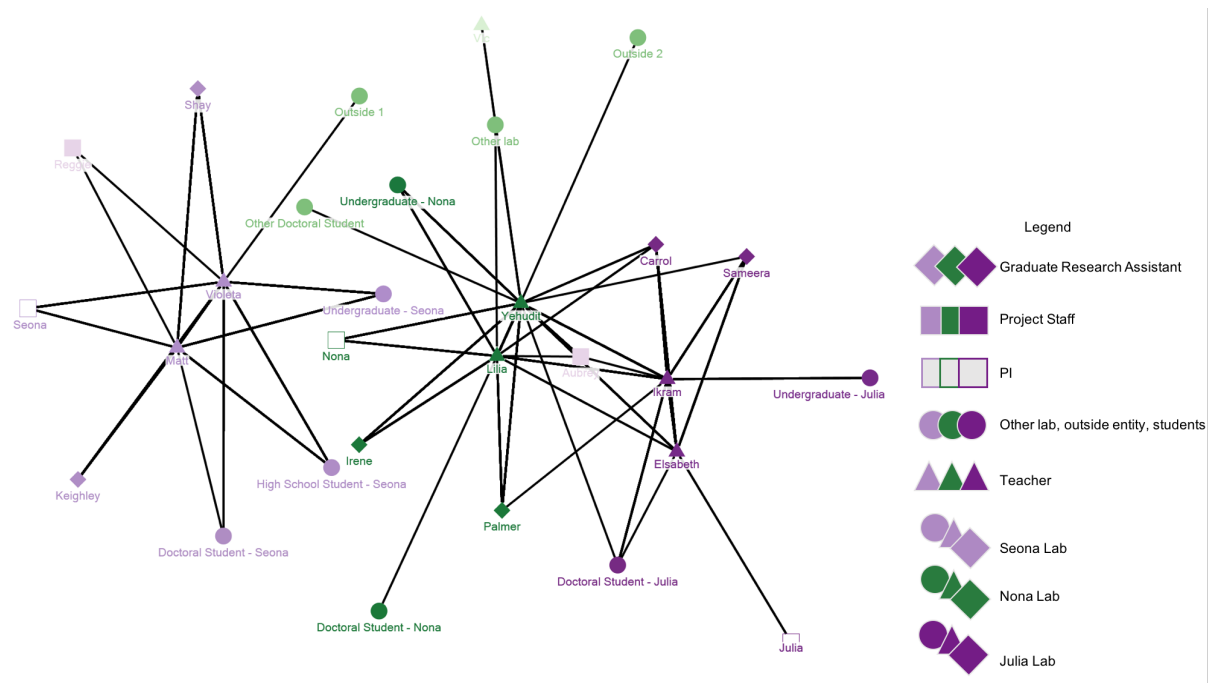 Vic
Outside 2
Shay
Outside 1
Other lab
Reggie
Undergraduate - Nona
Other Doctoral Student
Legend
Carrol
Graduate Research Assistant
Sameera
Violeta
Undergraduate - Seona
Yehudit
Seona
Project Staff
Nona
Matt
Lilia
Aubrey
PI
Ikram
Undergraduate - Julia
Other lab, outside entity, students
Irene
Elsabeth
High School Student - Seona
Teacher
Keighley
Palmer
Doctoral Student - Seona
Seona Lab
Doctoral Student - Julia
Nona Lab
Doctoral Student - Nona
Julia
Julia Lab